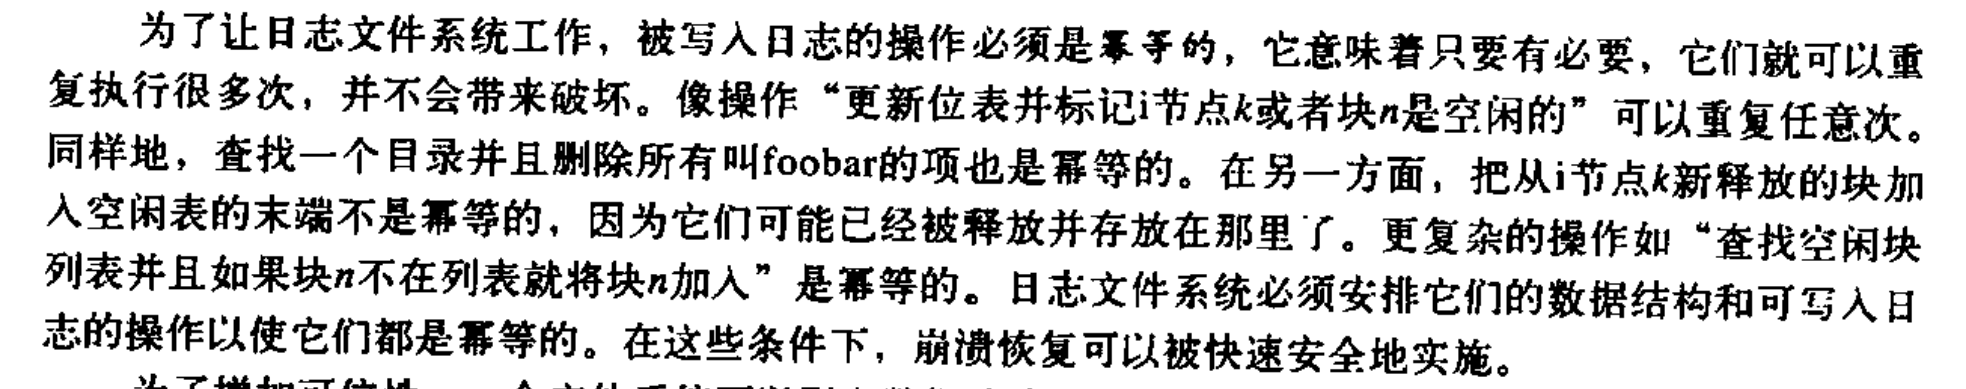 为了让日志文件系统工作，被写入日志的操作必须是幂等的，它意味着只要有必要，它们就可以重
复执行很多次，并不会带来破坏。像操作“更新位表并标记i节点k或者块n是空闲的”可以重复任意次。
同样地，查找一个目录并且删除所有叫foobar的项也是幂等的。在另一方面，把从i节点k新释放的块加
入空闲表的末端不是幂等的，因为它们可能已经被释放并存放在那里了。更复杂的操作如“查找空闲块
列表并且如果块n不在列表就将块n加入”是幂等的。日志文件系统必须安排它们的数据结构和可写入日
志的操作以使它们都是幂等的。在这些条件下，崩溃恢复可以被快速安全地实施。